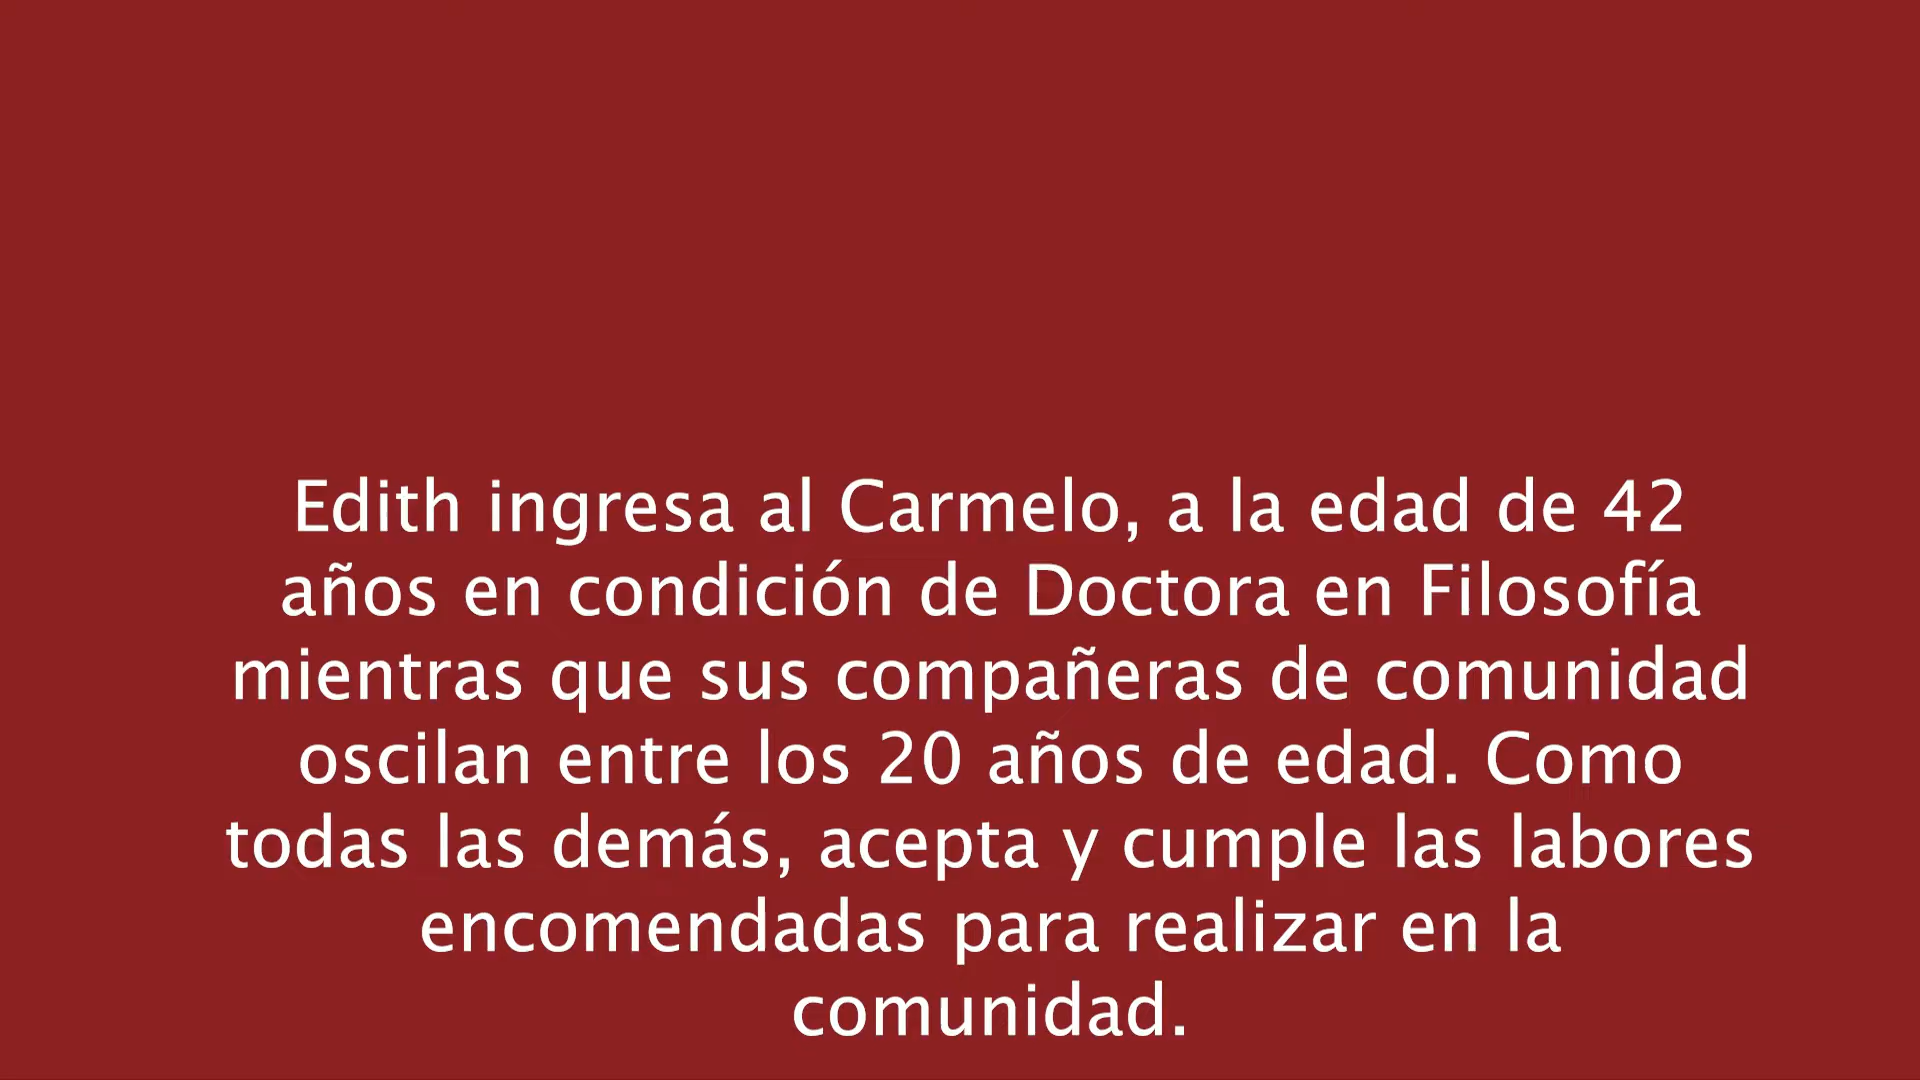 Edith ingresa al Carmelo, a la edad de 42
años en condición de Doctora en Filosofía
mientras que sus compañeras de comunidad
oscilan entre los 20 años de edad. Como
todas las demás, acepta y cumple las labores
encomendadas para realizar en la
comunidad.